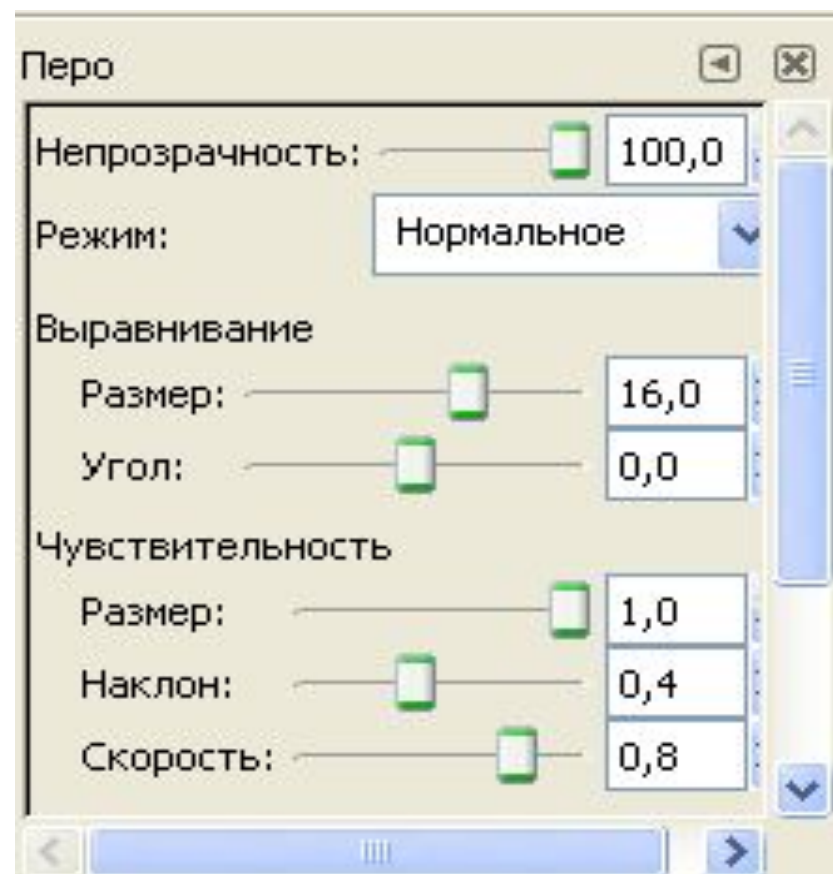 Перо
Непрозрачность: 100,0
Режим: Нормальное
Выравнивание
Размер: 16,0
Угол: 0,0
Чувствительность
Размер: 1,0
Наклон: 0,4
Скорость: 0,8